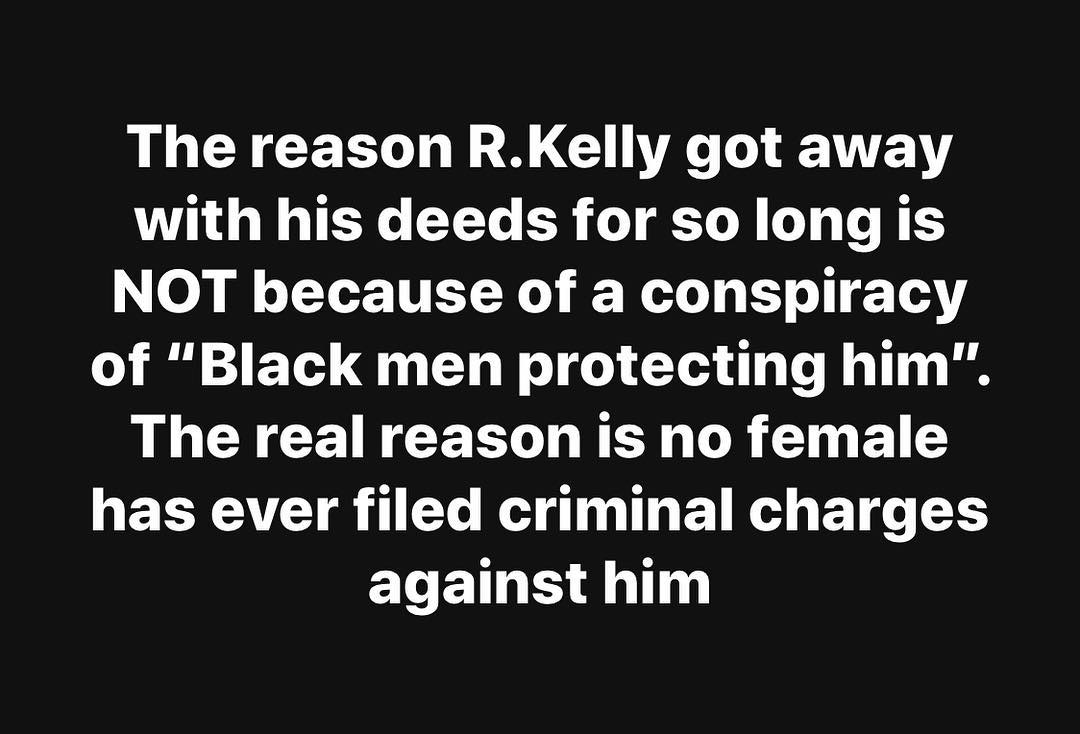 The reason R.Kelly got away
with his deeds for so long is
NOT because of a conspiracy
of “Black men protecting him”.
The real reason is no female
has ever filed criminal charges
against him